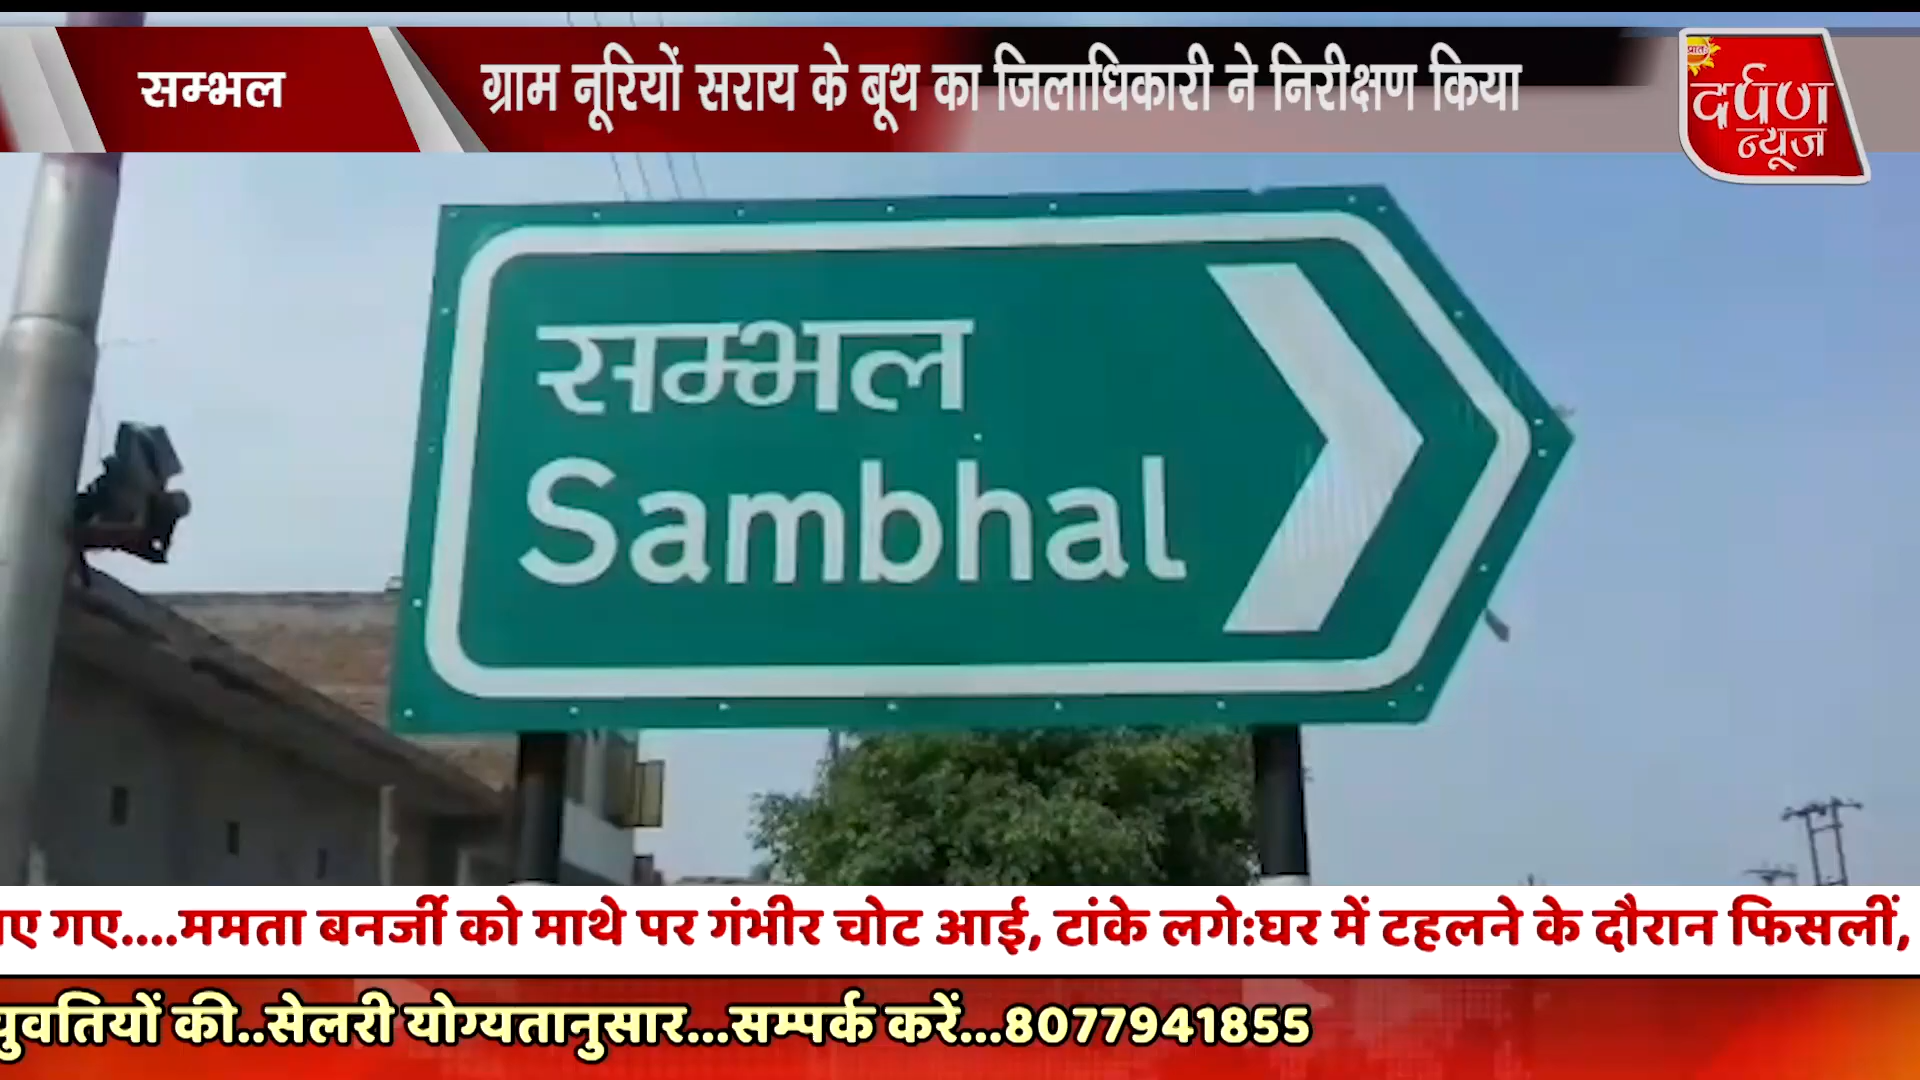 सम्भल
ग्राम नूरियों सराय के बूथ का जिलाधिकारी ने निरीक्षण किया
प्रातः
दर्पण
न्यूज
सम्भल
Sambhal
गए....ममता बनर्जी को माथे पर गंभीर चोट आई, टांके लगे:घर में टहलने के दौरान फिसलीं,
युवतियों की..सेलरी योग्यतानुसार...सम्पर्क करें...8077941855